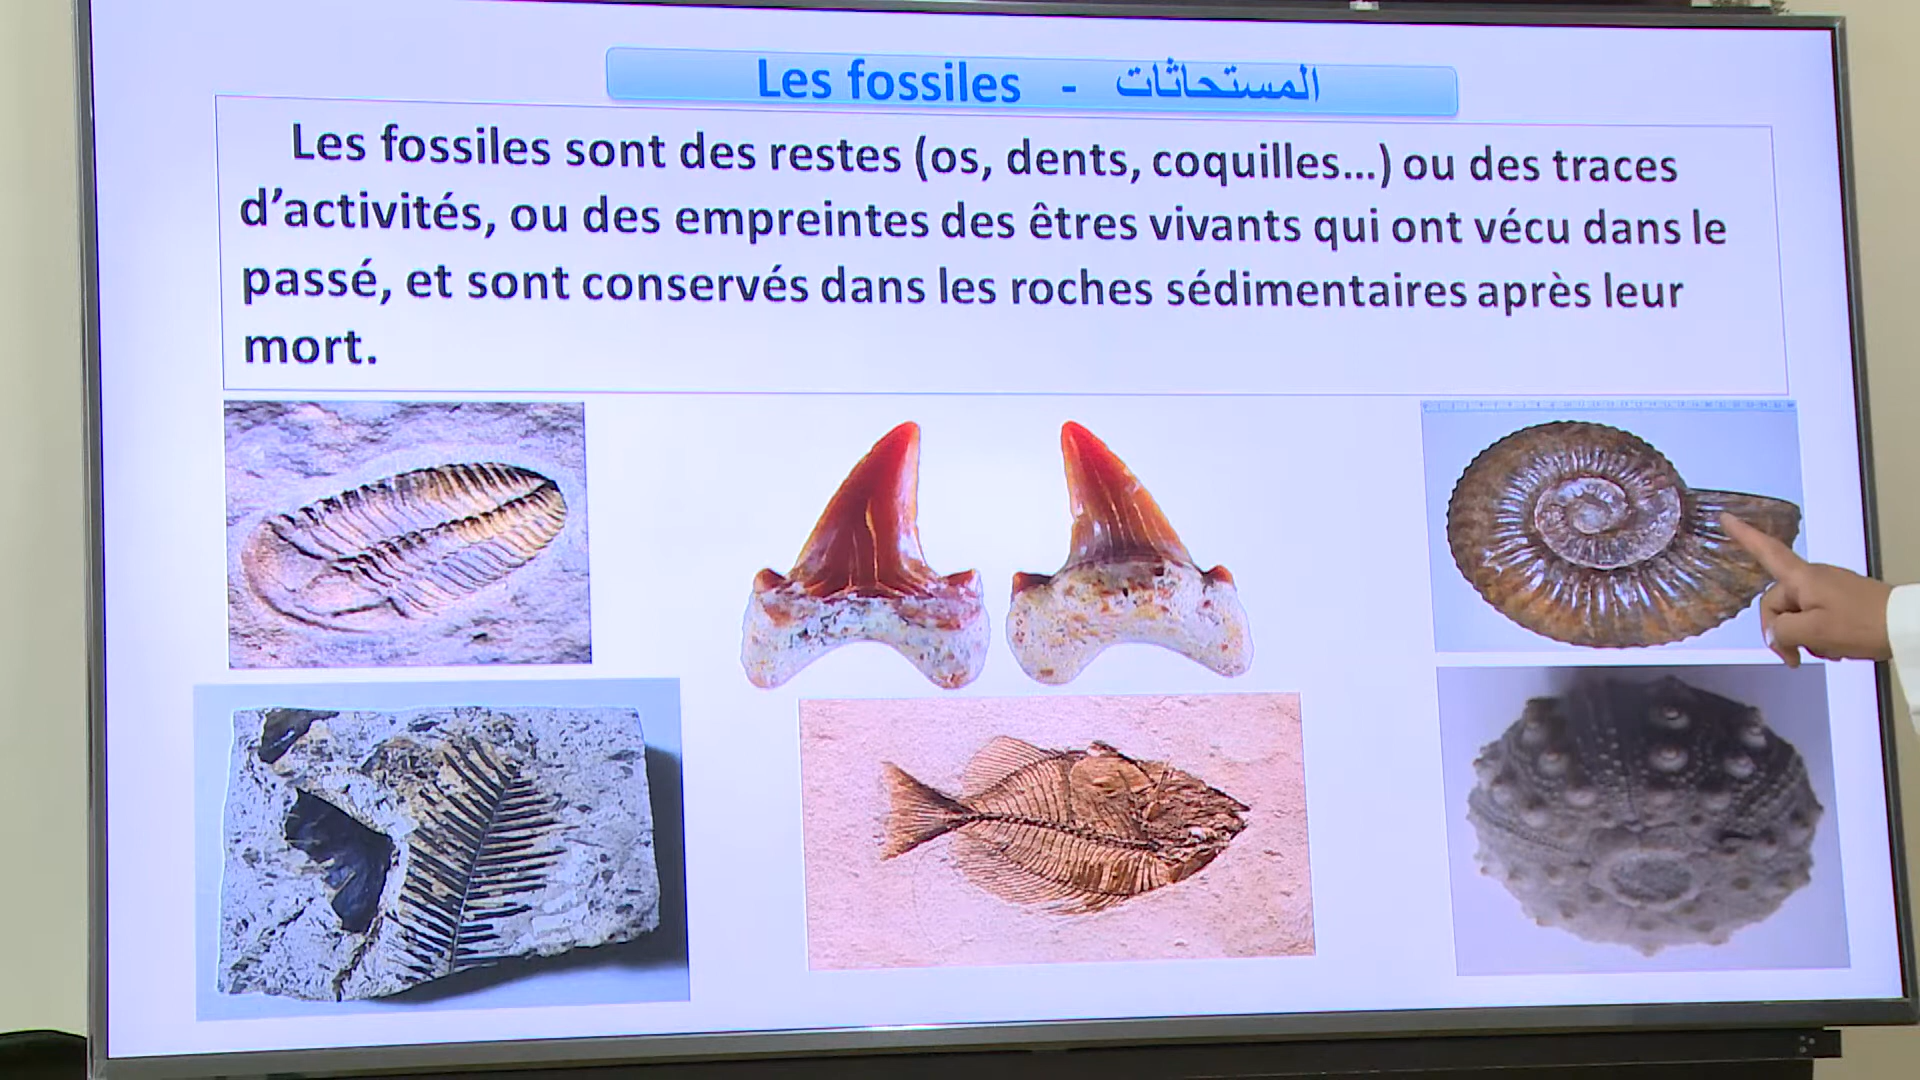 Les fossiles - المستحاثات
Les fossiles sont des restes (os, dents, coquilles...) ou des traces
d’activités, ou des empreintes des êtres vivants qui ont vécu dans le
passé, et sont conservés dans les roches sédimentaires après leur
mort.